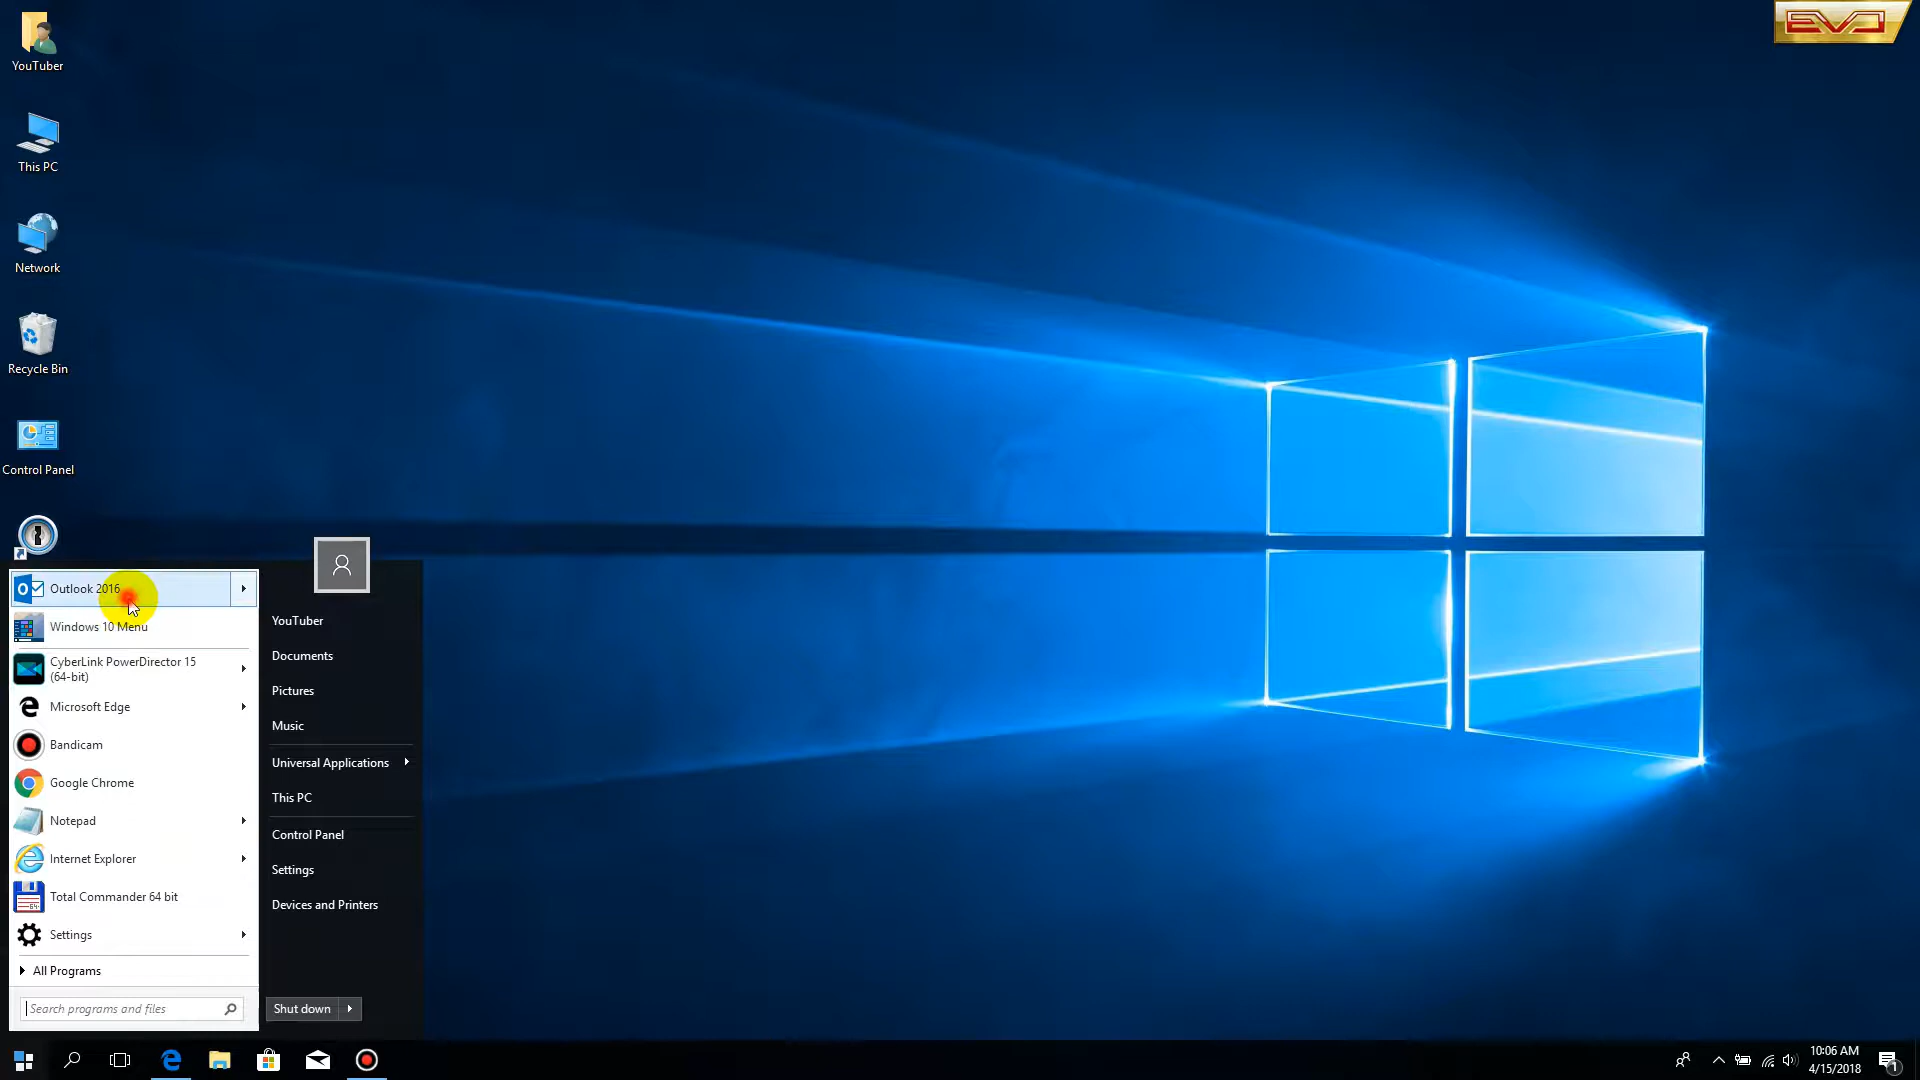 EVO
YouTuber
This PC
Network
Recycle Bin
Control Panel
Outlook 2016
Windows 10 Menu
CyberLink PowerDirector 15
(64-bit)
Microsoft Edge
Bandicam
Google Chrome
Notepad
Internet Explorer
64
Total Commander 64 bit
Settings
All Programs
Search programs and files
YouTuber
Documents
Pictures
Music
Universal Applications
This PC
Control Panel
Settings
Devices and Printers
Shut down
10:06 AM
4/15/2018
1